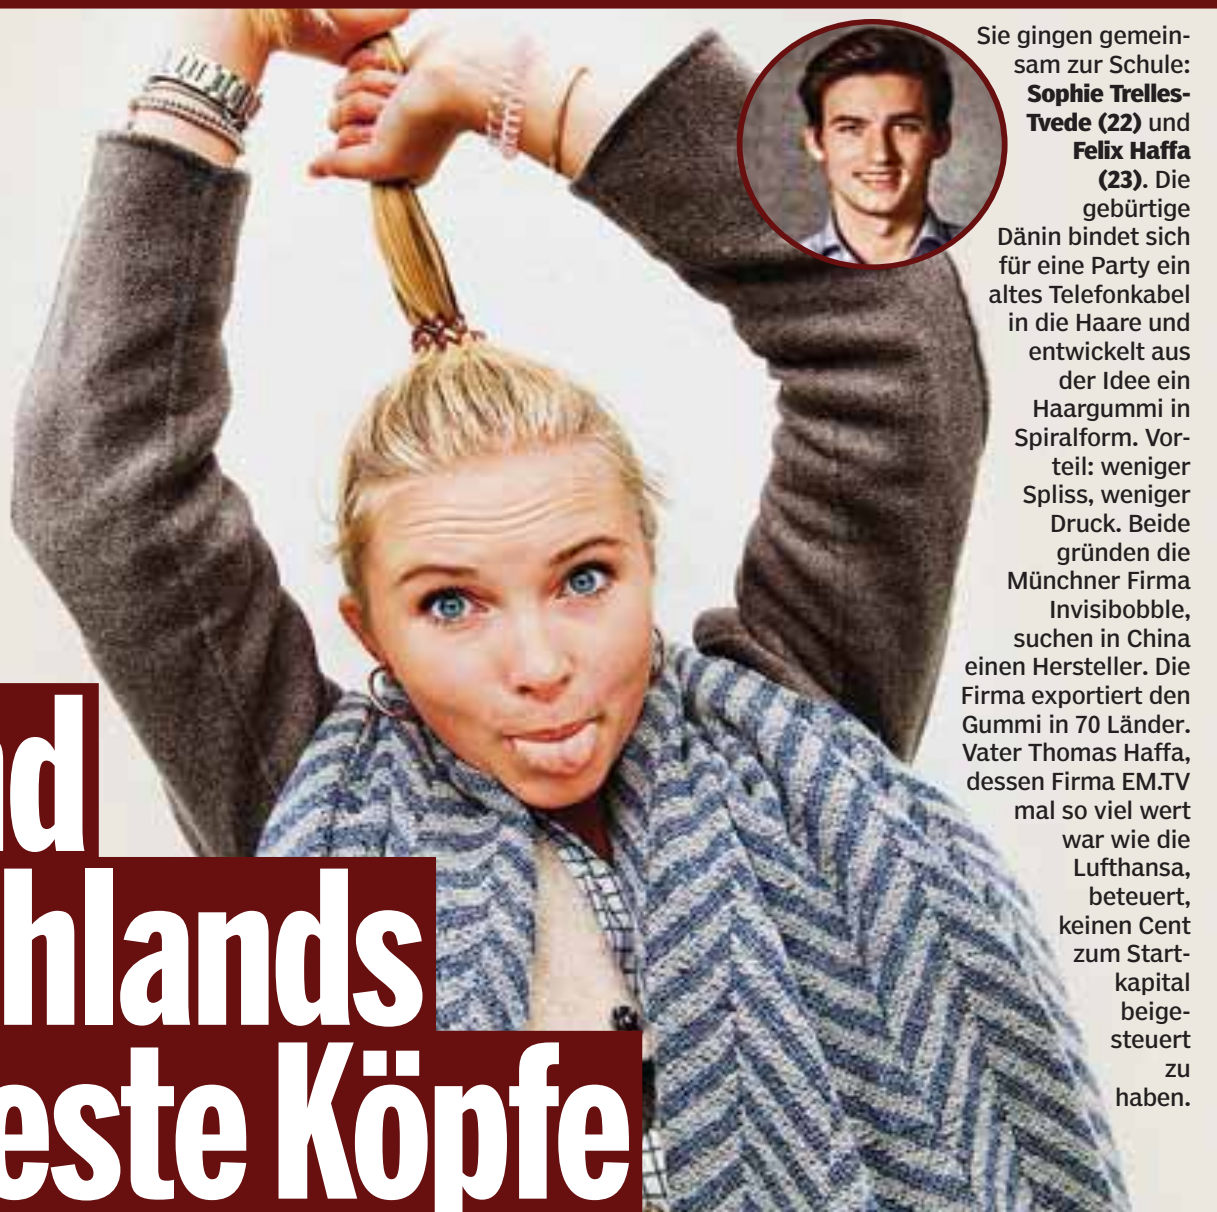 Sie gingen gemein-
sam zur Schule:
Sophie Trelles-
Tvede (22) und
Felix Haffa
(23). Die
gebürtige
Dänin bindet sich
für eine Party ein
altes Telefonkabel
in die Haare und
entwickelt aus
der Idee ein
Haargummi in
Spiralform. Vor-
teil: weniger
Spliss, weniger
Druck. Beide
gründen die
Münchner Firma
Invisibobble,
suchen in China
einen Hersteller. Die
Firma exportiert den
Gummi in 70 Länder.
Vater Thomas Haffa,
dessen Firma EM.TV
mal so viel wert
war wie die
Lufthansa,
beteuert,
keinen Cent
zum Start-
kapital
beige-
steuert
zu
haben.
d
hlands
este Köpfe